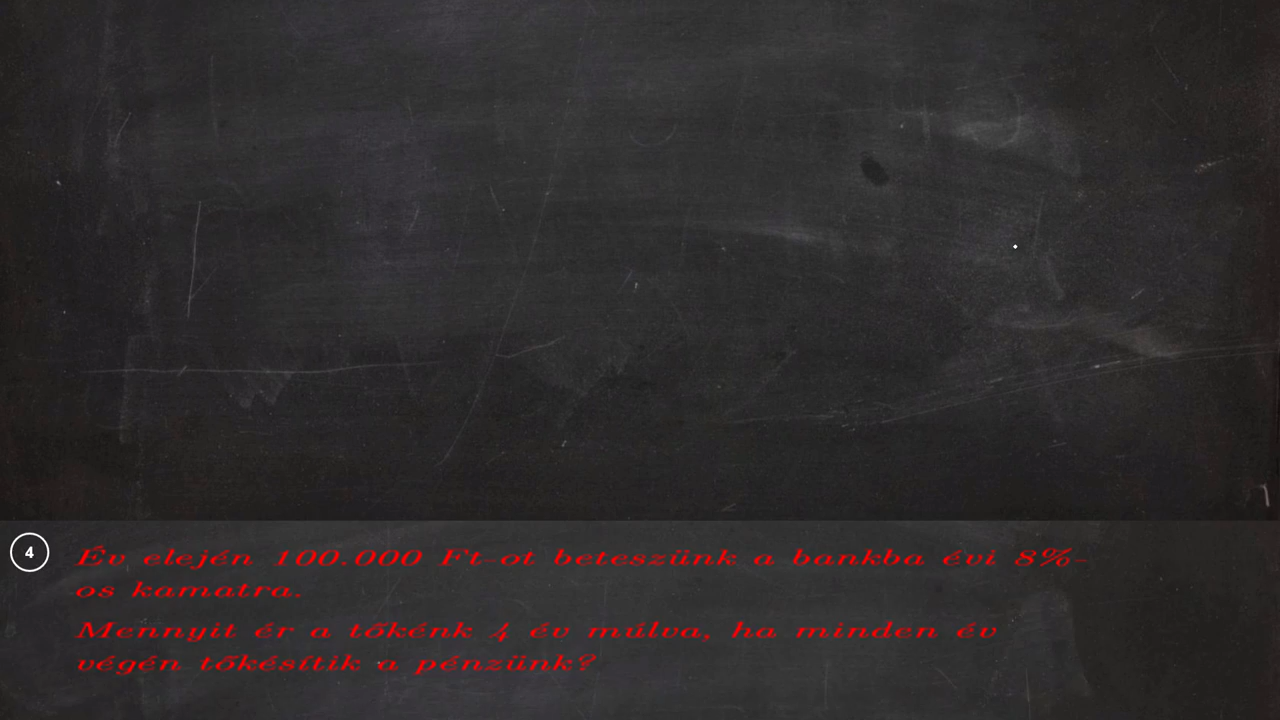 4
Év elején 100.000 Ft-ot beteszünk a bankba évi 8%-
os kamatra.
Mennyit ér a tőkénk 4 év múlva, ha minden év
végén tőkésítik a pénzünk?